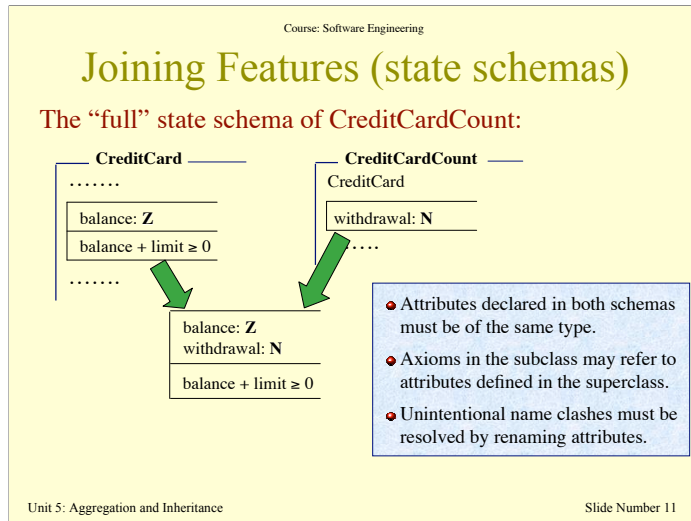 Course: Software Engineering
Joining Features (state schemas)
The “full” state schema of CreditCardCount:
CreditCard
.......
balance: Z
balance + limit ≥ 0
.......
CreditCardCount
CreditCard
withdrawal: N
......
balance: Z
withdrawal: N
balance + limit ≥ 0
Attributes declared in both schemas
must be of the same type.
Axioms in the subclass may refer to
attributes defined in the superclass.
Unintentional name clashes must be
resolved by renaming attributes.
Unit 5: Aggregation and Inheritance
Slide Number 11